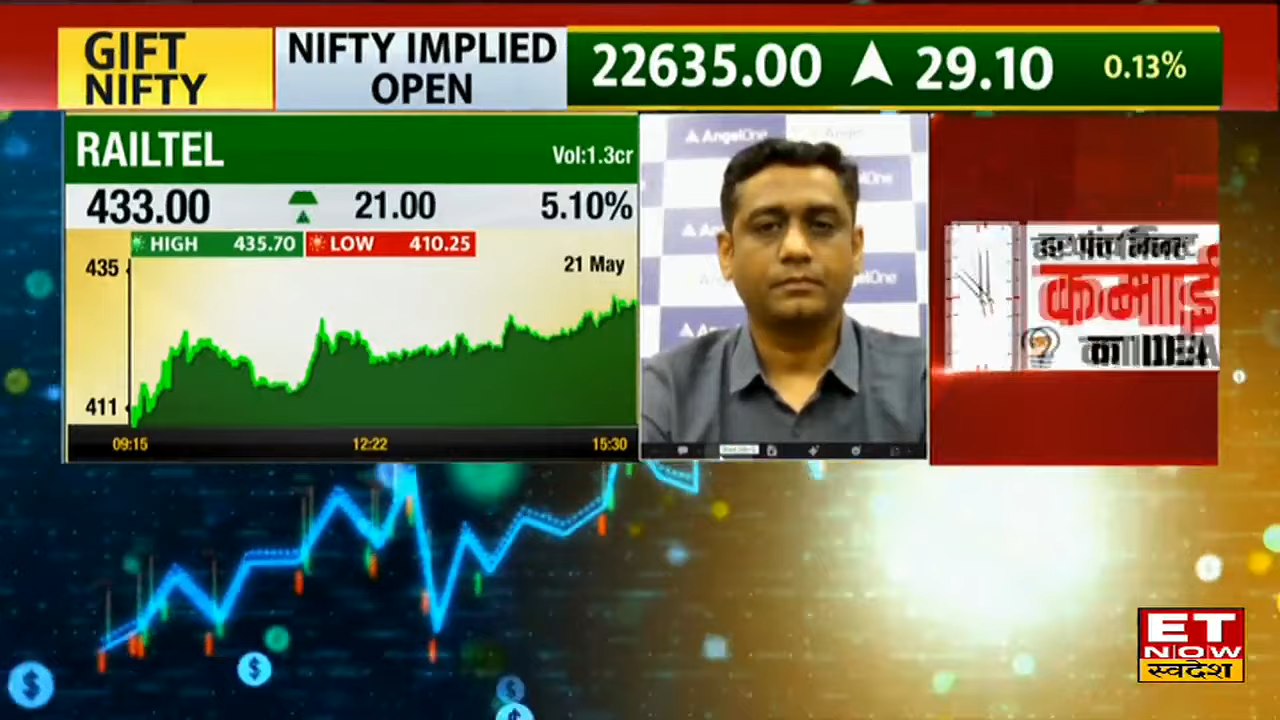 GIFT
NIFTY
NIFTY IMPLIED
OPEN
22635.00 29.10 0.13%
RAILTEL
Vol:1.3cr
433.00 21.00 5.10%
HIGH 435.70 LOW 410.25
435
21 May
411
09:15 12:22 15:30
AngelOne
कमाई
का IDEA
ET
NOW
स्वदेश